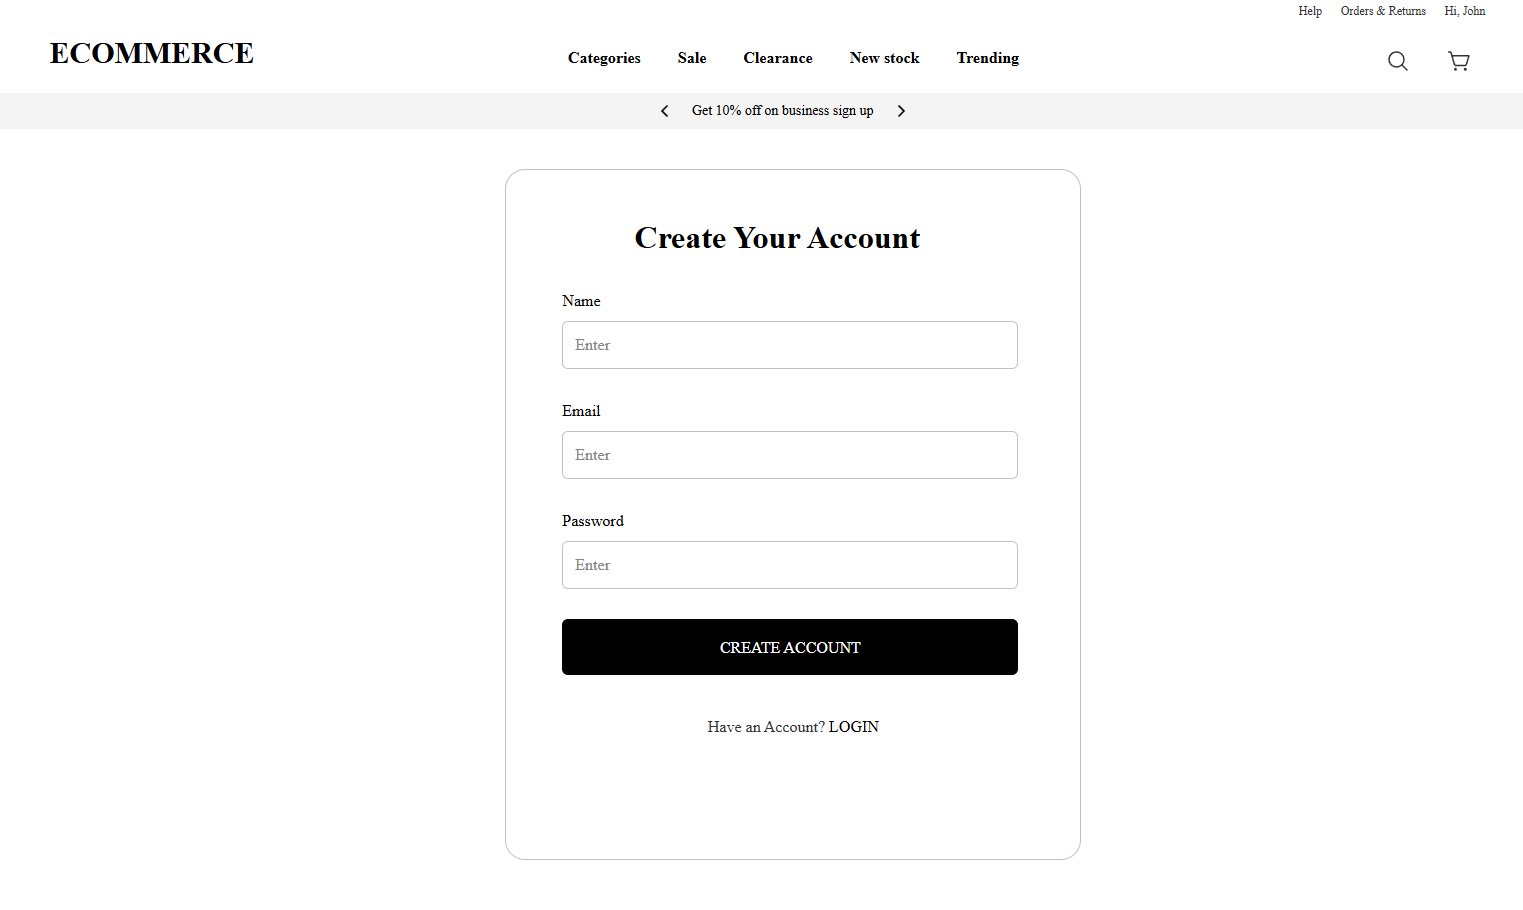 Help Orders & Returns Hi, John
ECOMMERCE Categories Sale Clearance New stock Trending
Get 10% off on business sign up
Create Your Account
Name
Enter
Email
Enter
Password
Enter
CREATE ACCOUNT
Have an Account? LOGIN